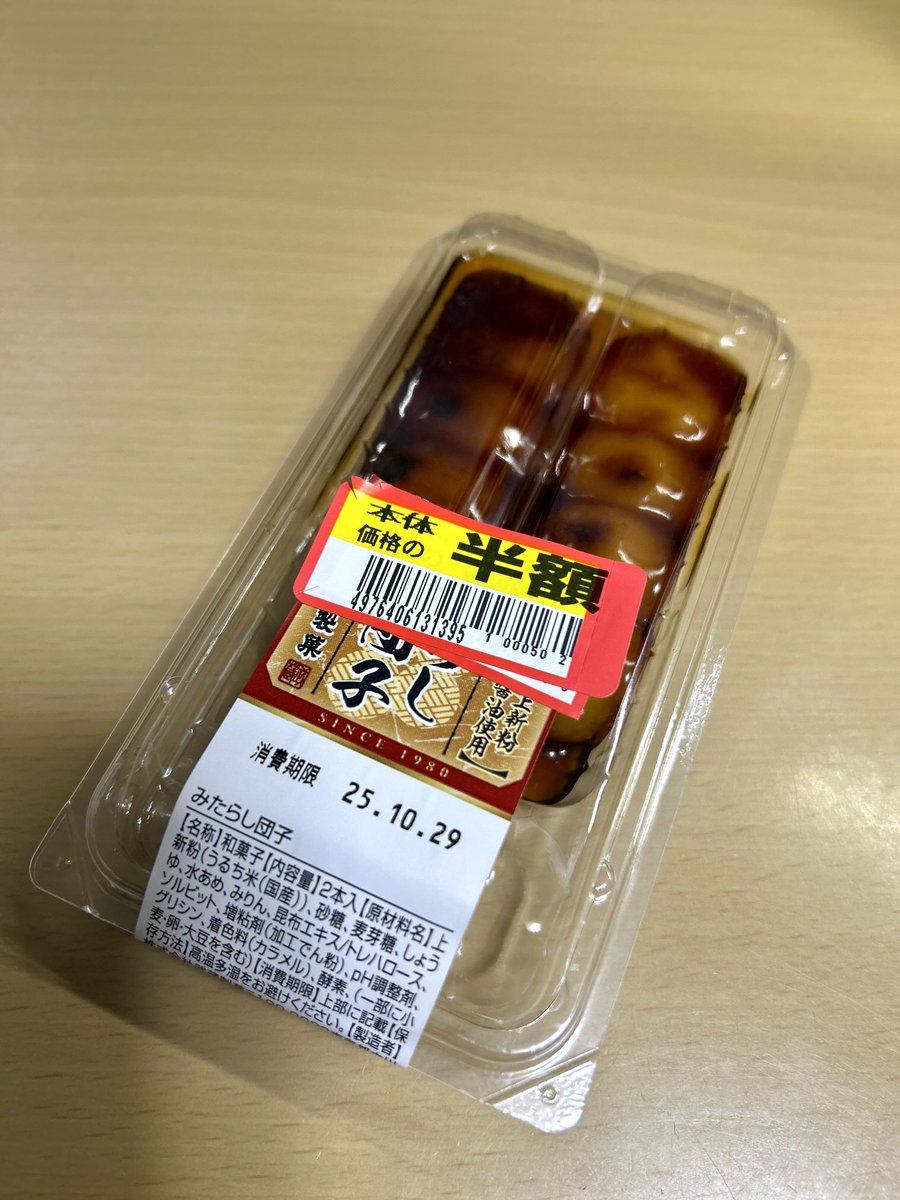 本体
価格の 半額
4976406131395 100050 2
製菓
らし
団子
上新粉
醤油使用】
SINCE 1980
消費期限 25.10.29
みたらし団子
【名称】和菓子【内容量】2本入【原材料名】上
新粉(うるち米(国産))、砂糖、麦芽糖、しょう
ゆ、水あめ、みりん、昆布エキス/トレハロース、
ソルビット、増粘剤(加工でん粉)、pH調整剤、
グリシン、着色料(カラメル)、酵素、(一部に小
麦・卵・大豆を含む)【消費期限】上部に記載【保
存方法】高温多湿をお避けください。【製造者】